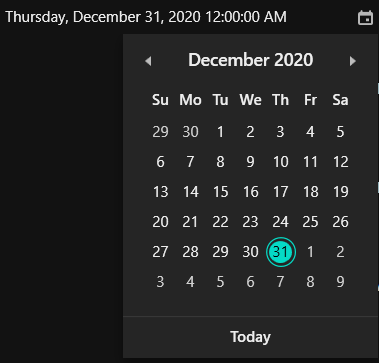 Thursday, December 31, 2020 12:00:00 AM
December 2020
Su Mo Tu We Th Fr Sa
29 30 1 2 3 4 5
6 7 8 9 10 11 12
13 14 15 16 17 18 19
20 21 22 23 24 25 26
27 28 29 30 31 1 2
3 4 5 6 7 8 9
Today